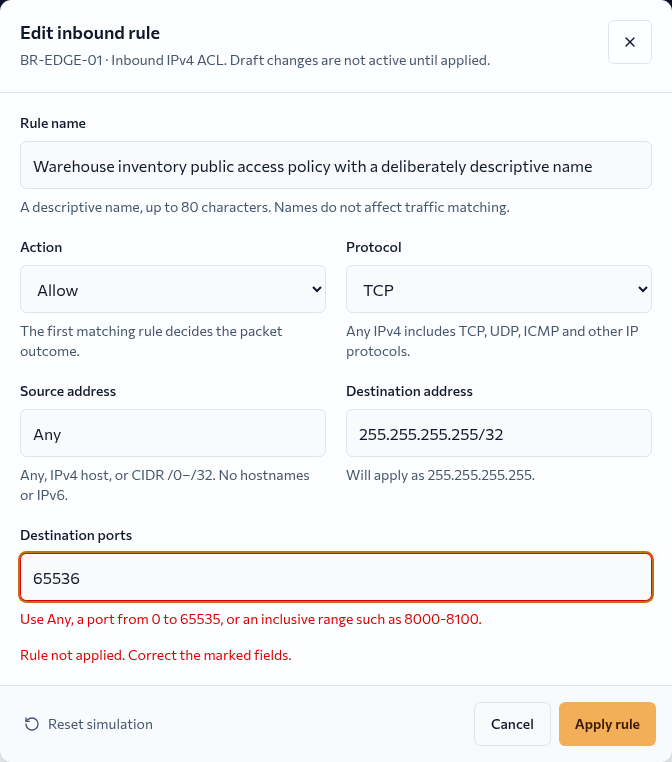 Edit inbound rule
BR-EDGE-01 · Inbound IPv4 ACL. Draft changes are not active until applied.
Rule name
Warehouse inventory public access policy with a deliberately descriptive name
A descriptive name, up to 80 characters. Names do not affect traffic matching.
Action
Allow
The first matching rule decides the packet
outcome.
Protocol
TCP
Any IPv4 includes TCP, UDP, ICMP and other IP
protocols.
Source address
Any
Any, IPv4 host, or CIDR /0–/32. No hostnames
or IPv6.
Destination address
255.255.255.255/32
Will apply as 255.255.255.255.
Destination ports
65536
Use Any, a port from 0 to 65535, or an inclusive range such as 8000-8100.
Rule not applied. Correct the marked fields.
Reset simulation
Cancel
Apply rule